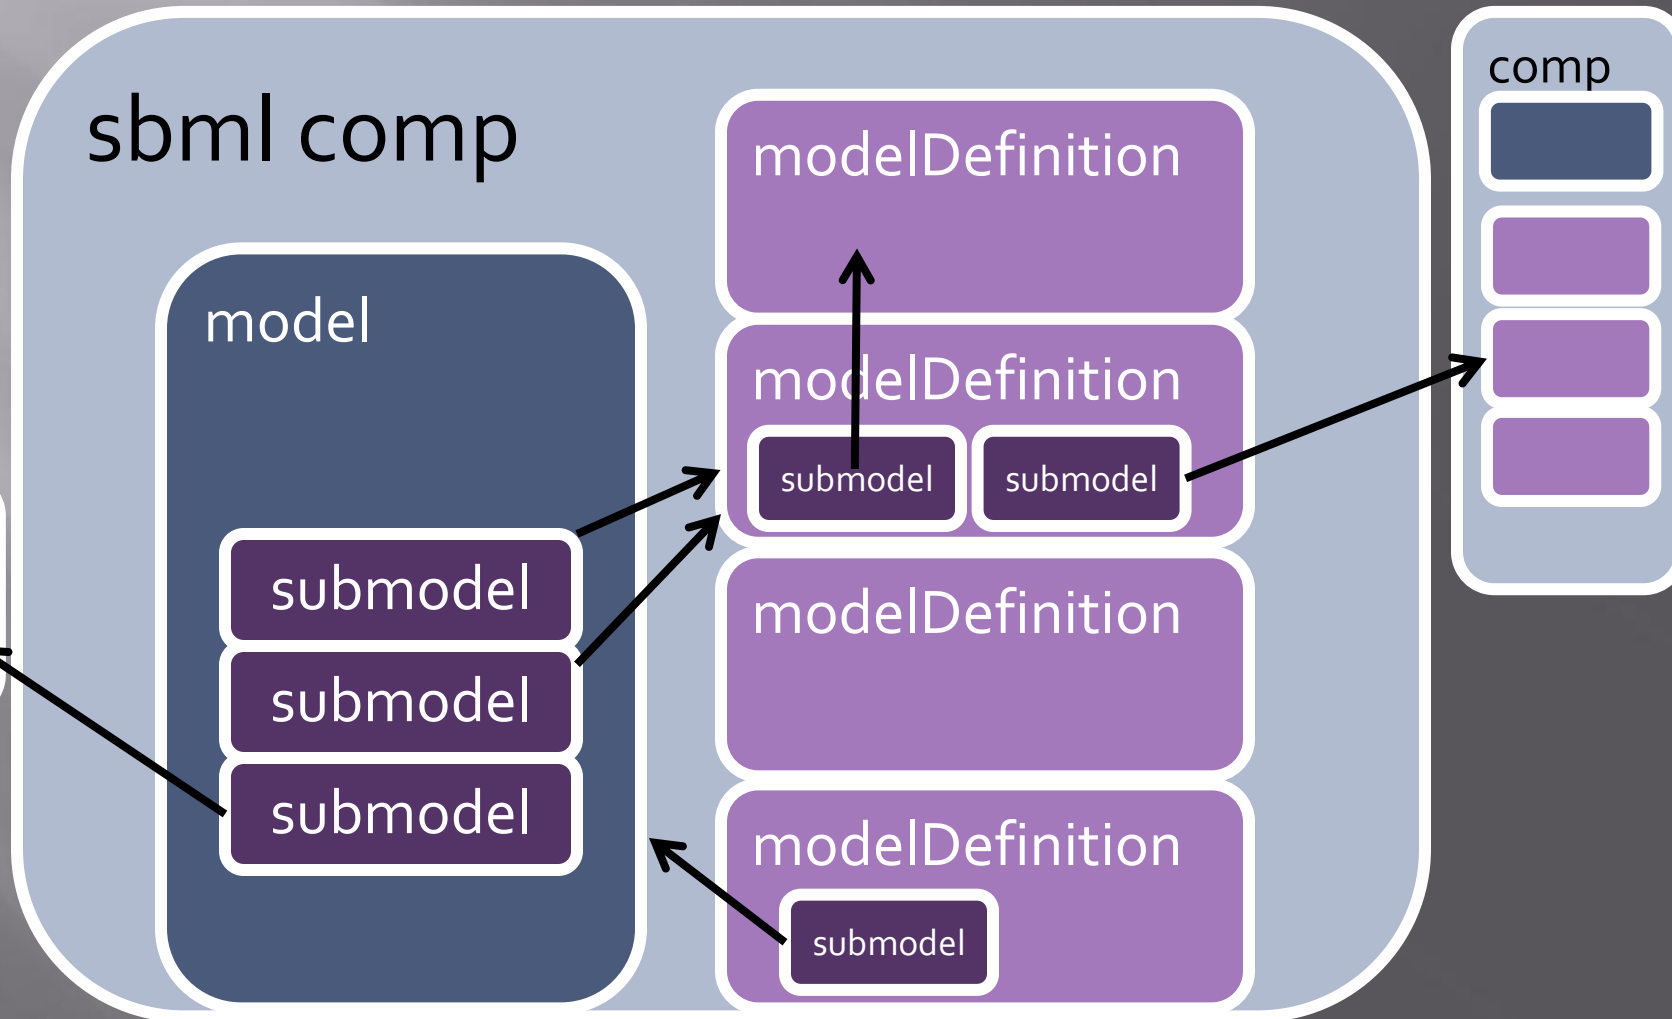 sbml comp
model
submodel
submodel
submodel
modelDefinition
modelDefinition
submodel
submodel
modelDefinition
modelDefinition
submodel
comp